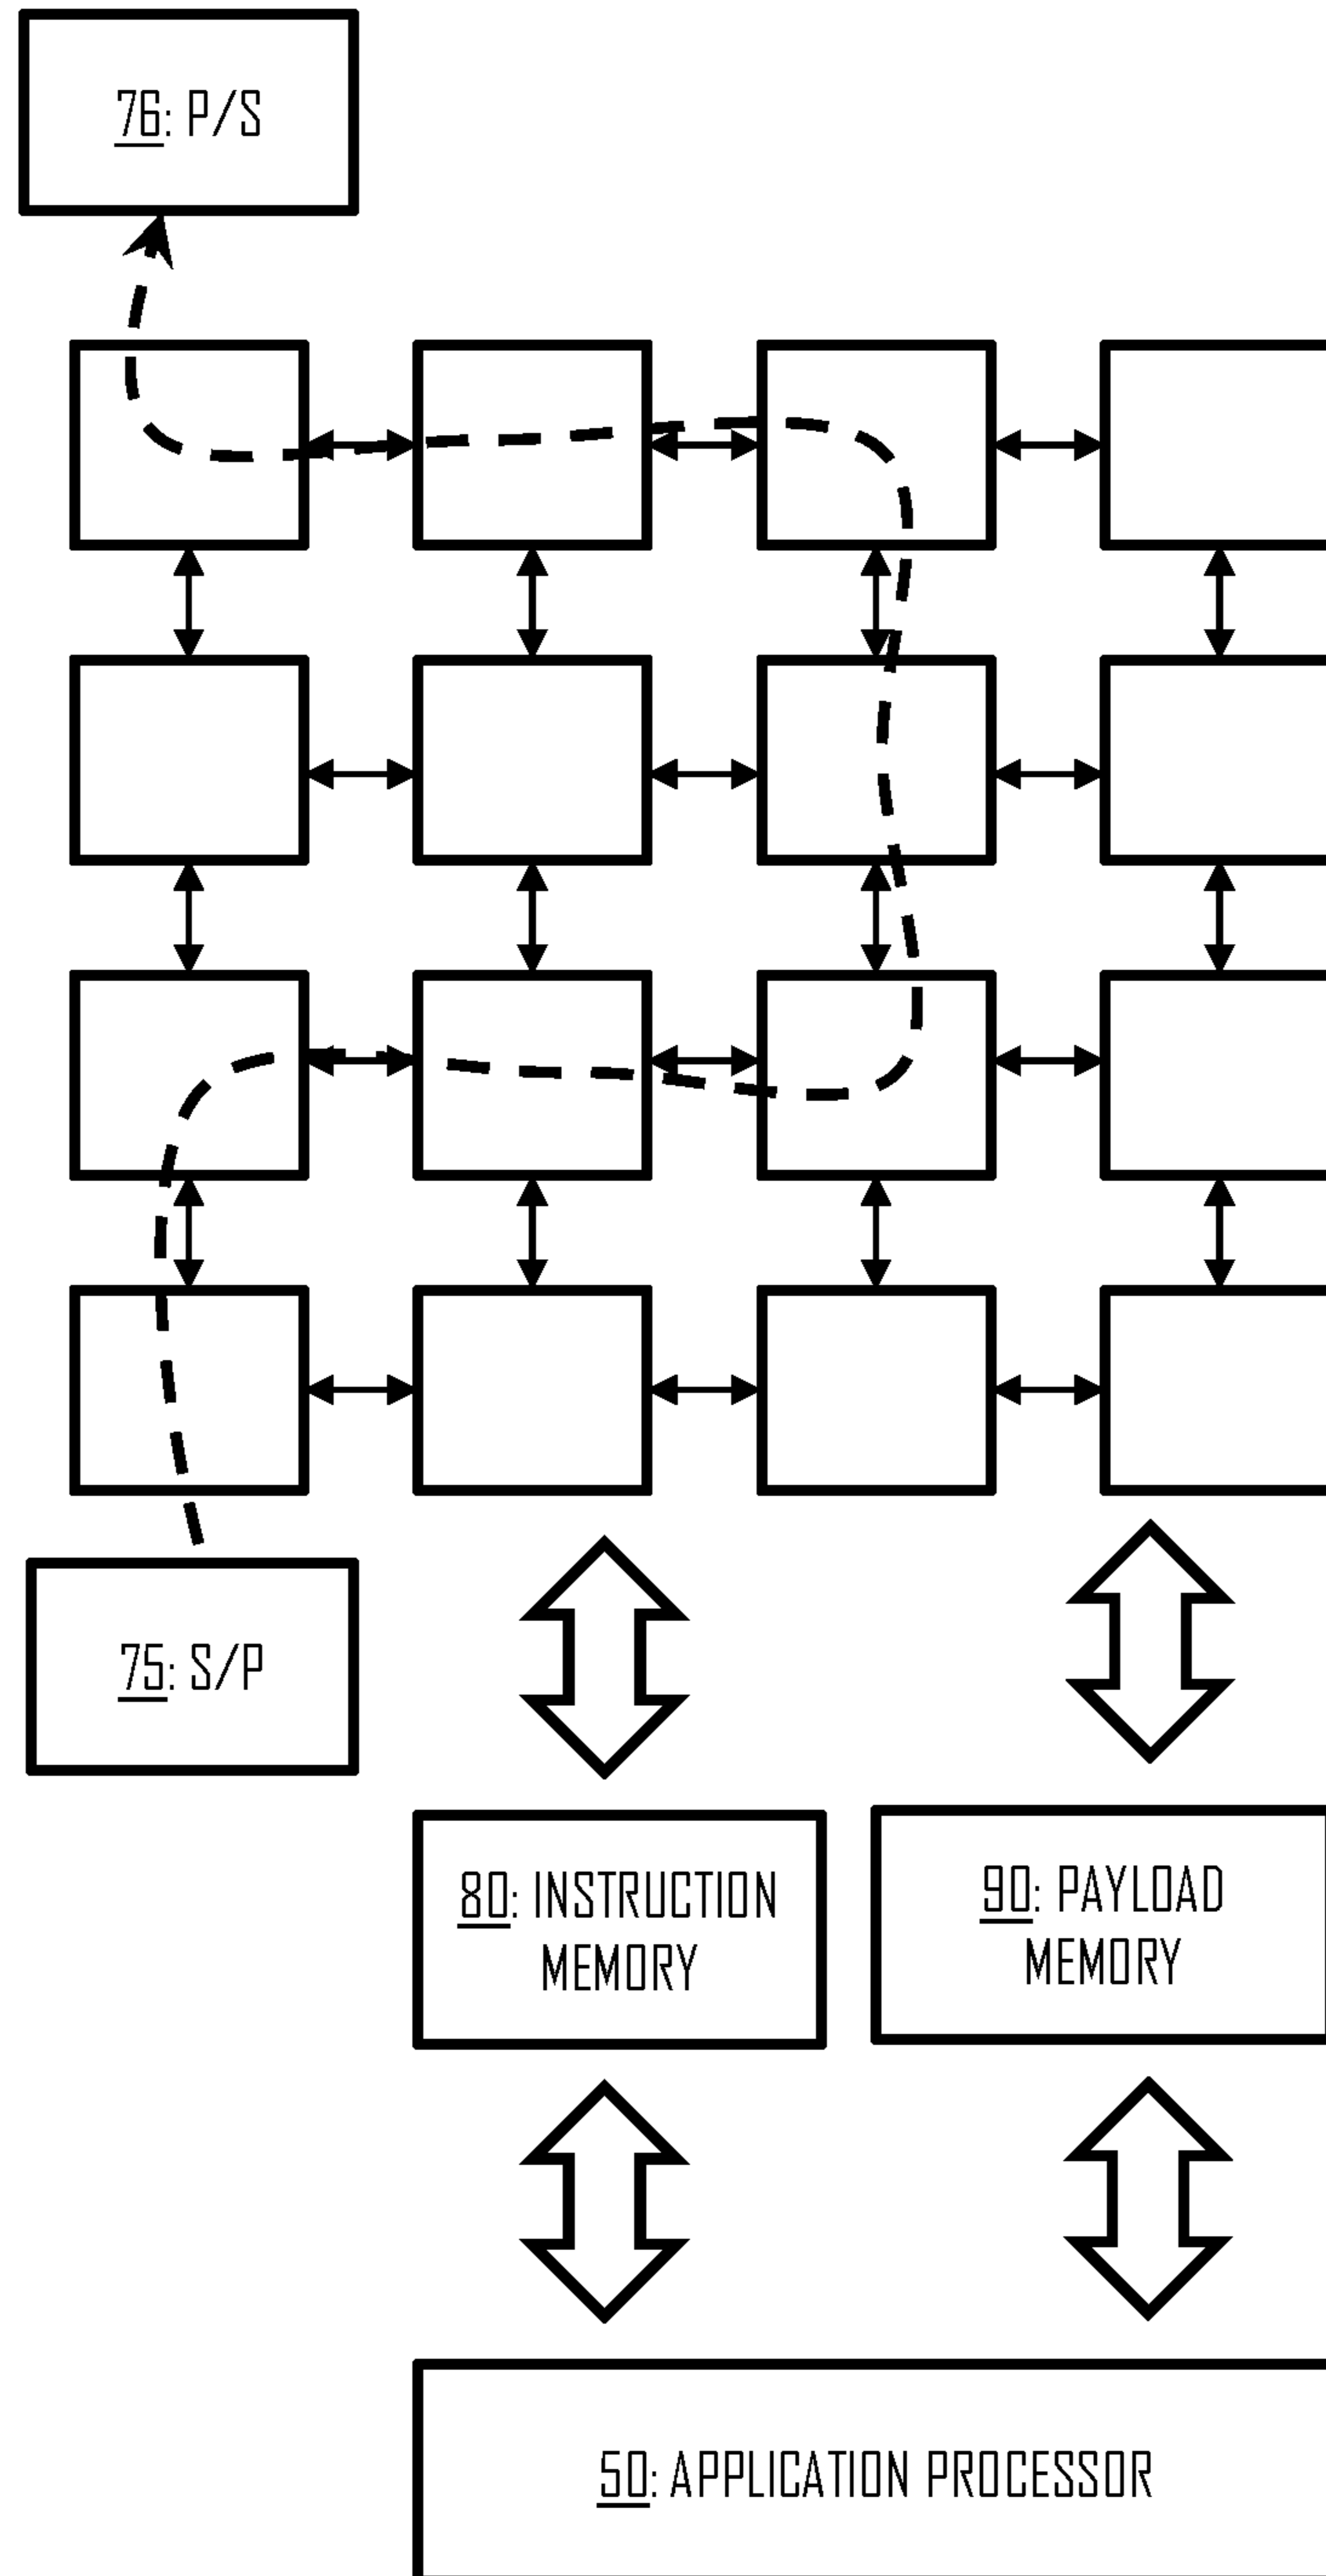 76: P/S
75: S/P
80: INSTRUCTION
MEMORY
90: PAYLOAD
MEMORY
50: APPLICATION PROCESSOR